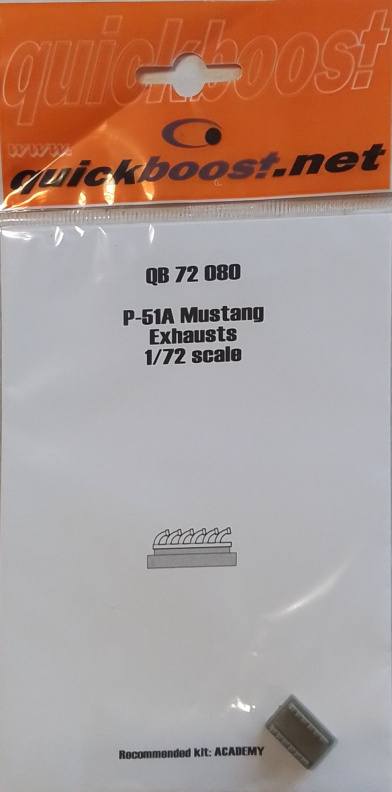 quickboost
www.
quickboost.net
QB 72 080
P-51A Mustang
Exhausts
1/72 scale
Recommended kit: ACADEMY